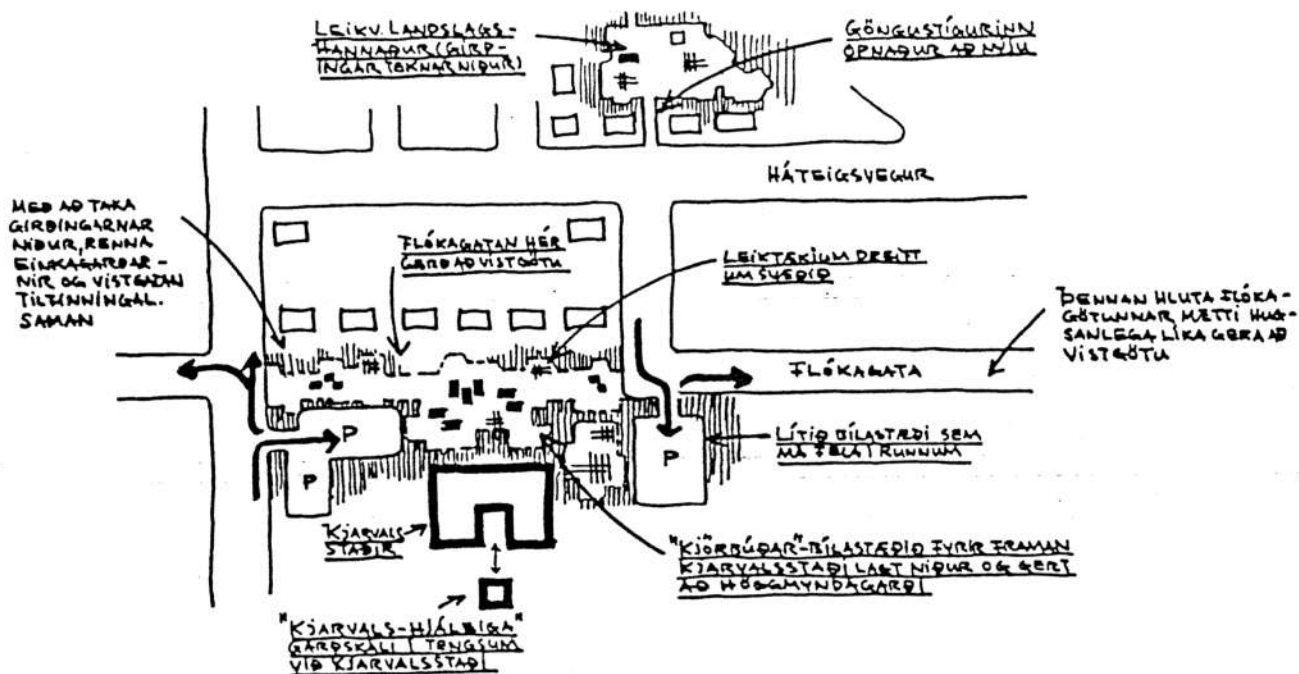 LEIKV. LANDSLAGS-
HANNAÐUR (GIRÐ-
INGAR TEKNAR NIÐUR)
GÖNGUSTÍGURINN
OPNAÐUR AÐ NÝJU
HÁTEIGSVEGUR
MEÐ AÐ TAKA
GIRÐINGARNAR
NIÐUR, RENNA
EINKAGARÐAR-
NIR OG VISTGATAN
TILFINNINGAL.
SAMAN
FLÓKAGATAN HÉR
GERÐ AÐ VISTGÖTU
LEIKTÆKJUM DREIFT
UM SVÆÐIÐ
ÞENNAN HLUTA FLÓKA-
GÖTUNNAR MÆTTI HUG-
SANLEGA LÍKA GERA AÐ
VISTGÖTU
FLÓKAGATA
P
P
P
LÍTIÐ BÍLASTÆÐI SEM
MÁ FELA Í RUNNUM
KJARVALS
STAÐIR
"KJÖRBÚÐAR"-BÍLASTÆÐIÐ FYRIR FRAMAN
KJARVALSSTAÐI LAGT NIÐUR OG GERT
AÐ HÖGGMYNDAGARÐI
"KJARVALS-HJÁLEIGA"
GARÐSKÁLI Í TENGSUM
VIÐ KJARVALSSTAÐI